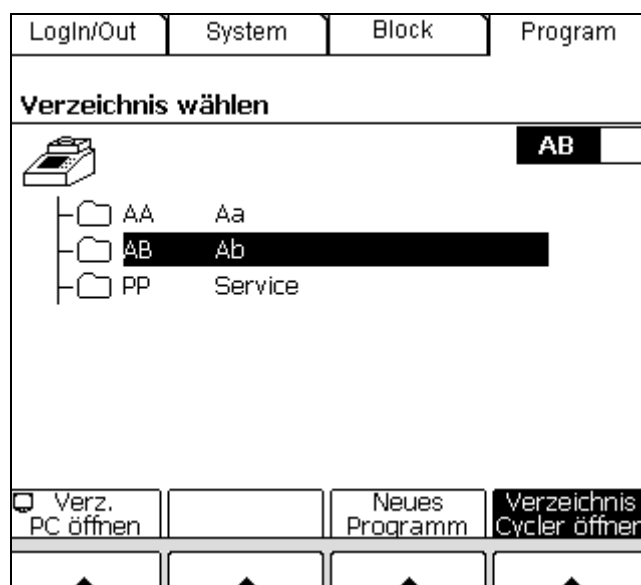 LogIn/Out System Block Program
Verzeichnis wählen
AB
AA Aa
AB Ab
PP Service
Verz. Neues Verzeichnis
PC öffnen Programm Cycler öffnen